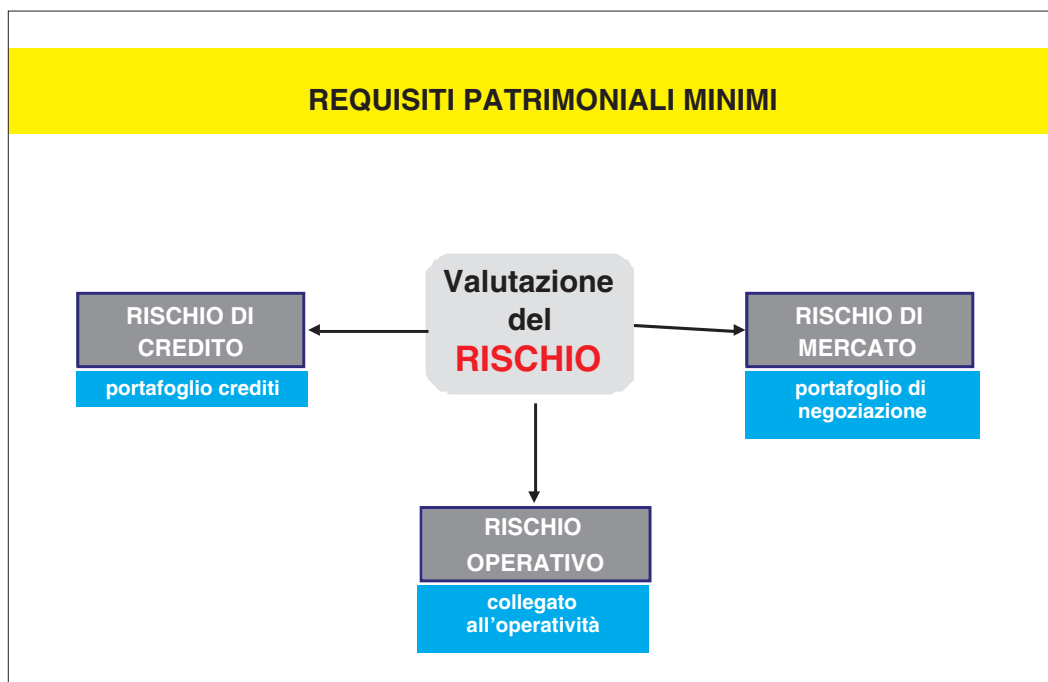 REQUISITI PATRIMONIALI MINIMI
Valutazione
del
RISCHIO
RISCHIO DI
CREDITO
portafoglio crediti
RISCHIO DI
MERCATO
portafoglio di
negoziazione
RISCHIO
OPERATIVO
collegato
all’operatività